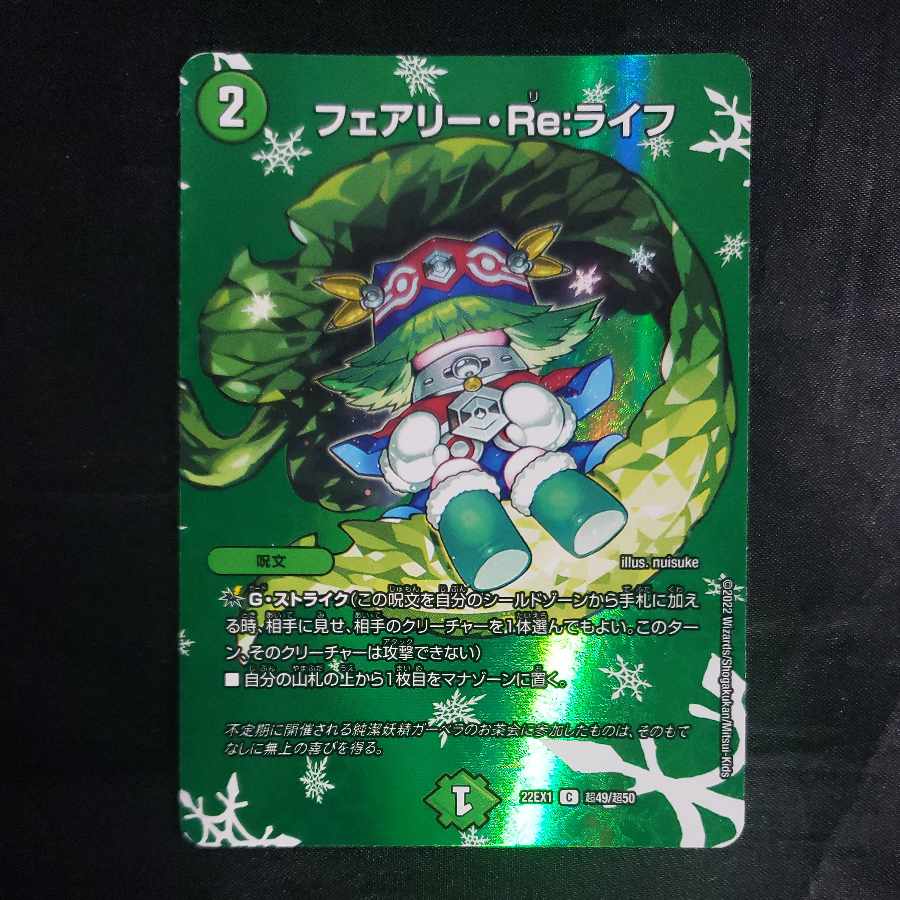 2
フェアリー・Re:ライフ
リ
呪文
illus. nuisuke
G・ストライク(この呪文を自分のシールドゾーンから手札に加え
る時、相手に見せ、相手のクリーチャーを1体選んでもよい。このター
ン、そのクリーチャーは攻撃できない)
■ 自分の山札の上から1枚目をマナゾーンに置く。
不定期に開催される純潔妖精ガーベラのお茶会に参加したものは、そのもて
なしに無上の喜びを得る。
1
22EX1 C 超49/超50
©2022 Wizards/Shogakukan/Mitsui-Kids